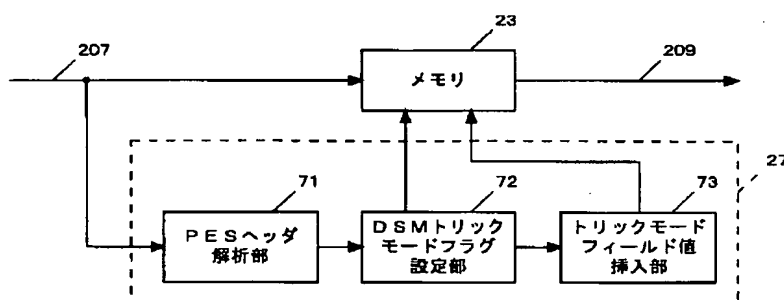 23
207
メモリ
209
27
71
72
73
PESヘッダ
解析部
DSMトリック
モードフラグ
設定部
トリックモード
フィールド値
挿入部